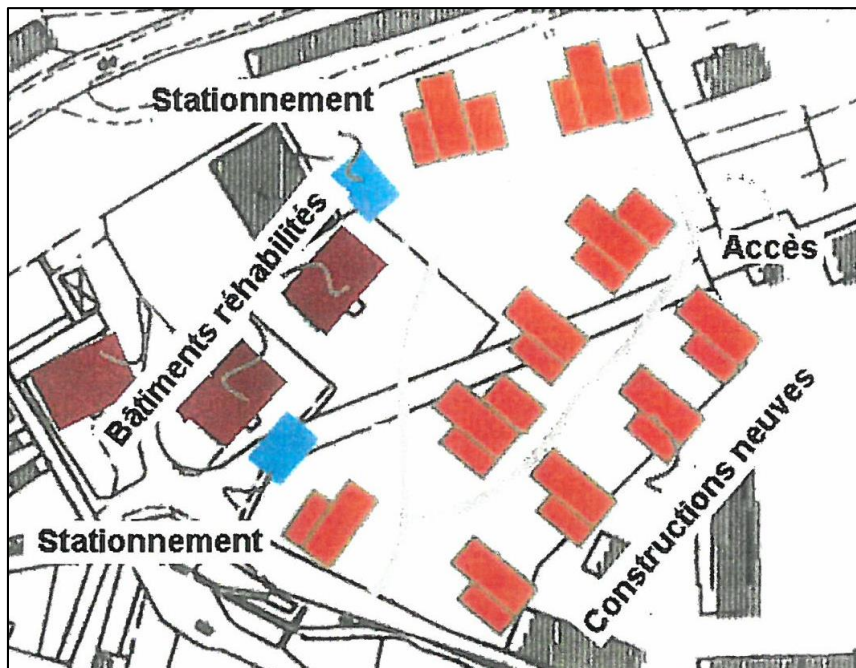 Stationnement
Bâtiments réhabilités
Accès
Constructions neuves
Stationnement